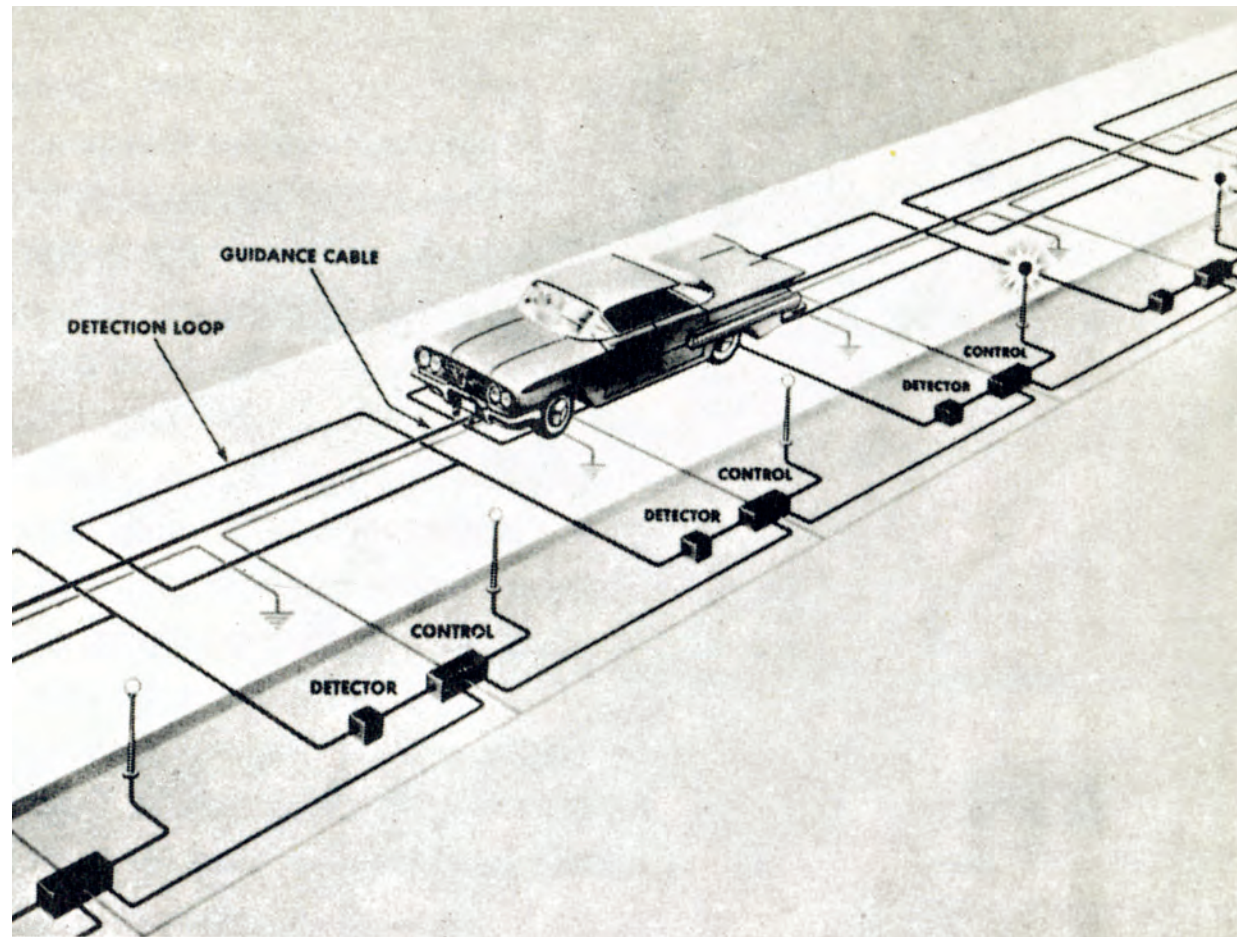 GUIDANCE CABLE
DETECTION LOOP
CONTROL
DETECTOR
CONTROL
DETECTOR
CONTROL
DETECTOR